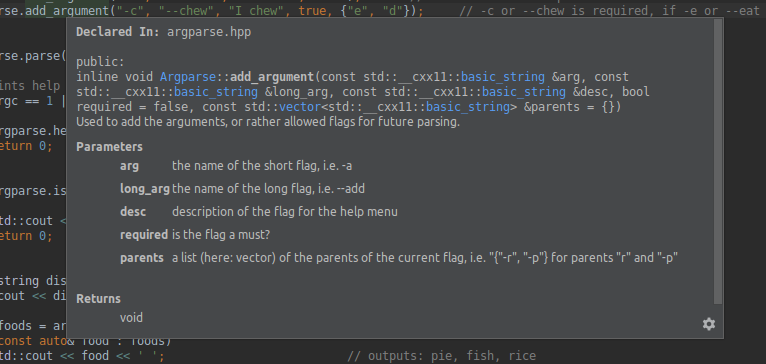 rse.add_argument("-c", "--chew", "I chew", true, {"e", "d"}); // -c or --chew is required, if -e or --eat
Declared In: argparse.hpp
rse.parse(
public:
ints help
inline void Argparse::add_argument(const std::__cxx11::basic_string &arg, const
rgc == 1 |
std::__cxx11::basic_string &long_arg, const std::__cxx11::basic_string &desc, bool
required = false, const std::vector<std::__cxx11::basic_string> &parents = {})
rgparse.he
Used to add the arguments, or rather allowed flags for future parsing.
eturn 0;
Parameters
arg the name of the short flag, i.e. -a
rgparse.is
long_arg the name of the long flag, i.e. --add
desc description of the flag for the help menu
td::cout <
eturn 0;
required is the flag a must?
parents a list (here: vector) of the parents of the current flag, i.e. "{"-r", "-p"} for parents "r" and "-p"
string dis
cout << di
Returns
foods = ar
void
const auto& food : foods)
td::cout << food << ' '; // outputs: pie, fish, rice